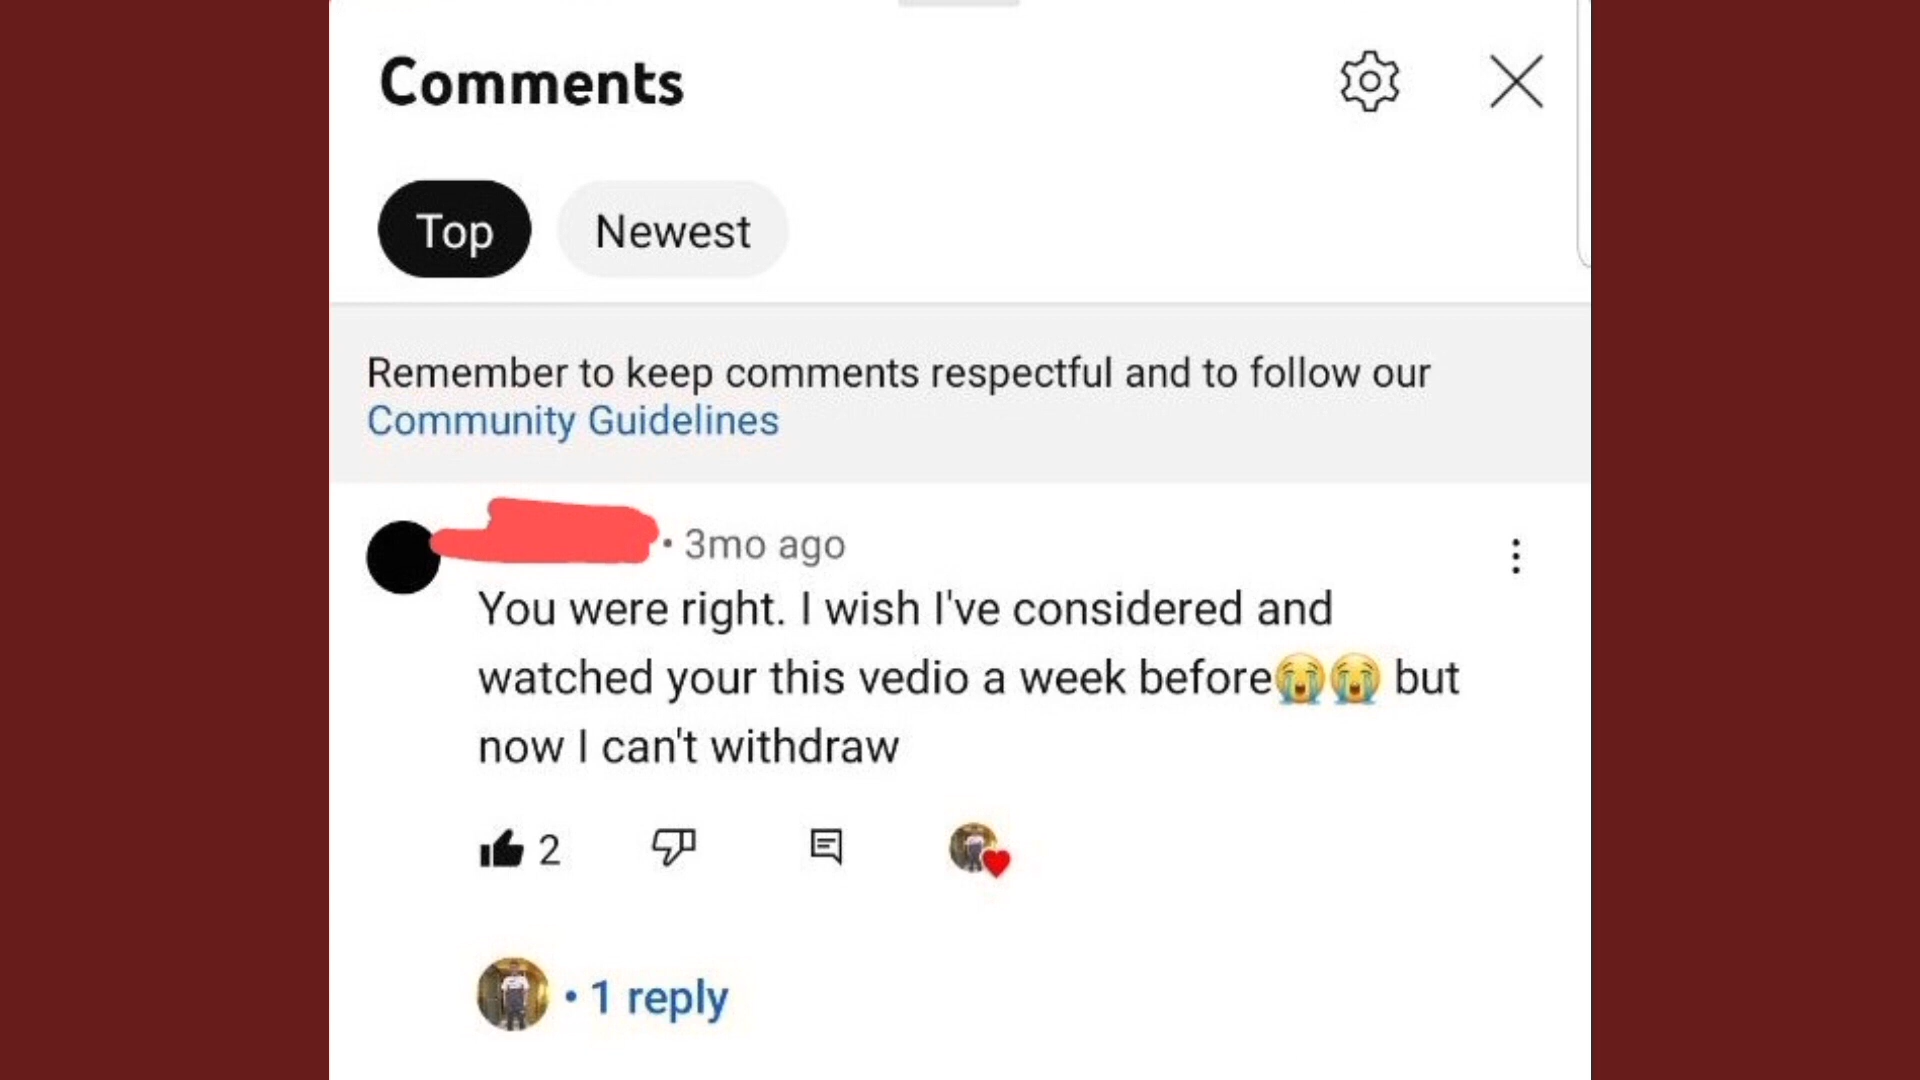 Comments
Top Newest
Remember to keep comments respectful and to follow our
Community Guidelines
• 3mo ago
You were right. I wish I've considered and
watched your this vedio a week before😭😭 but
now I can't withdraw
2
• 1 reply